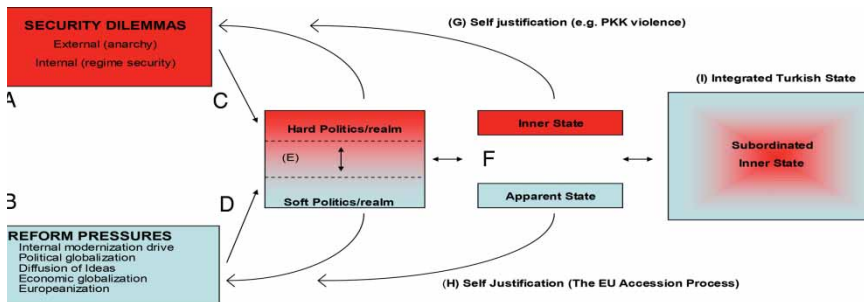 SECURITY DILEMMAS
External (anarchy)
Internal (regime security)
A
C
(G) Self justification (e.g. PKK violence)
(I) Integrated Turkish State
Hard Politics/realm
(E)
Soft Politics/realm
Inner State
F
Apparent State
Subordinated
Inner State
B
D
REFORM PRESSURES
Internal modernization drive
Political globalization
Diffusion of Ideas
Economic globalization
Europeanization
(H) Self Justification (The EU Accession Process)